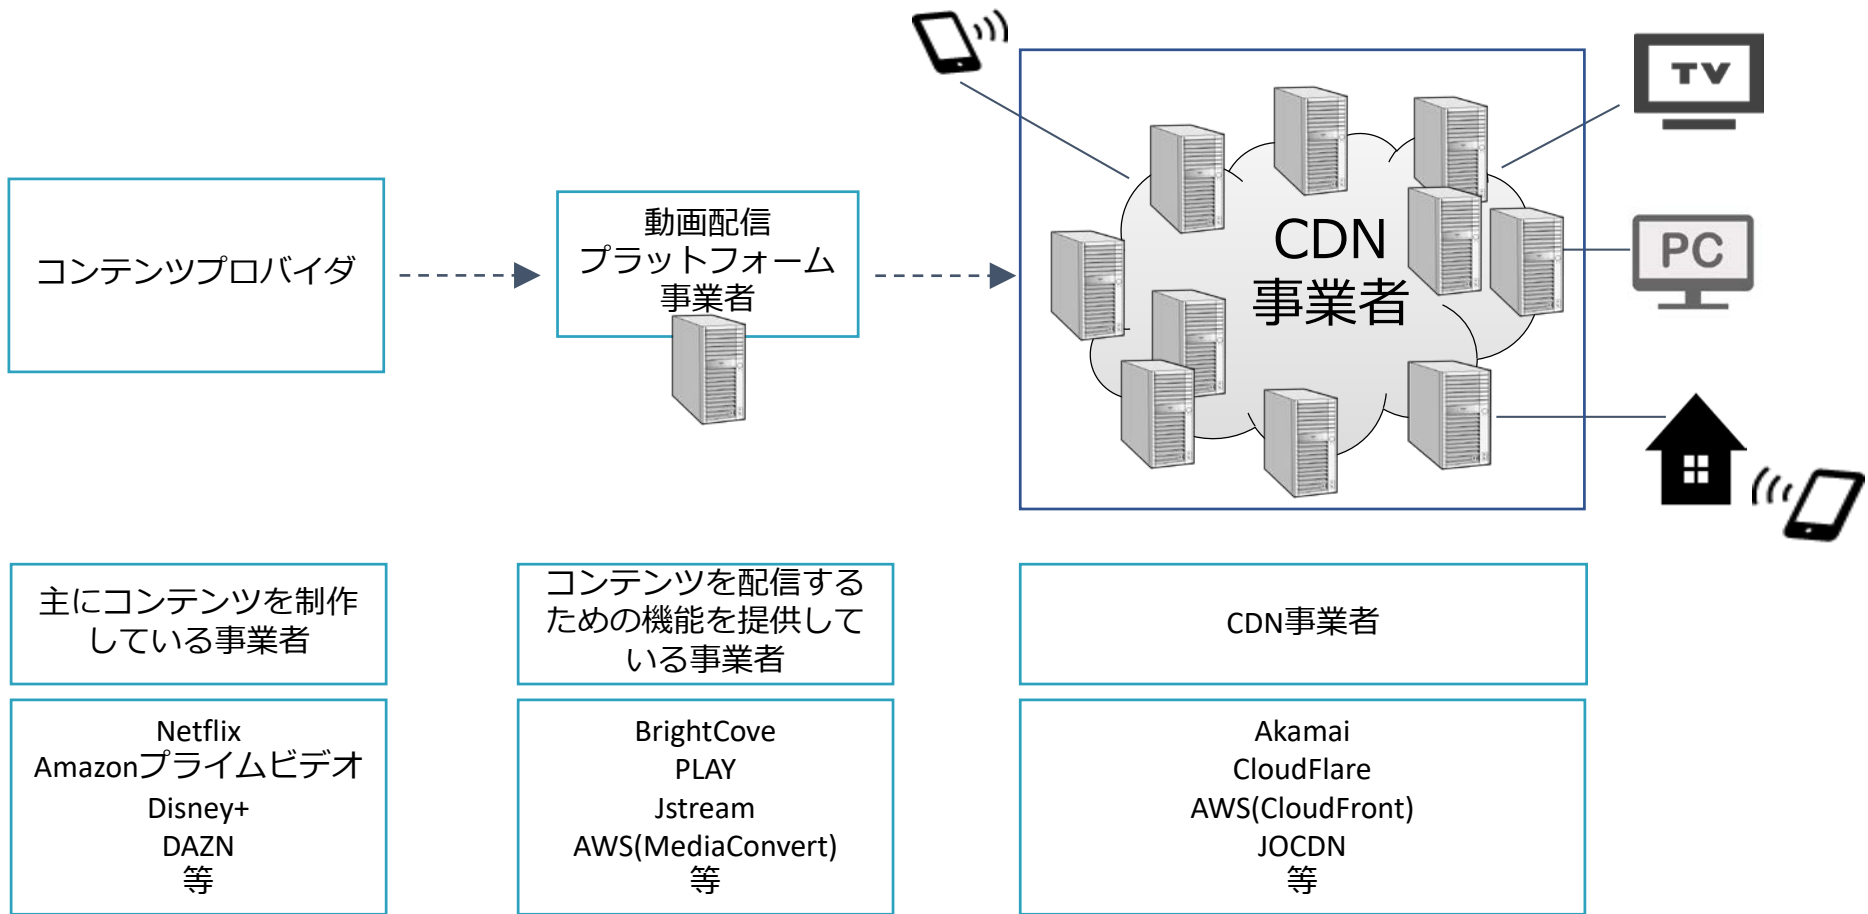 コンテンツプロバイダ
動画配信
プラットフォーム
事業者
CDN
事業者
TV
PC
主にコンテンツを制作
している事業者
コンテンツを配信する
ための機能を提供して
いる事業者
CDN事業者
Netflix
Amazonプライムビデオ
Disney+
DAZN
等
BrightCove
PLAY
Jstream
AWS(MediaConvert)
等
Akamai
CloudFlare
AWS(CloudFront)
JOCDN
等